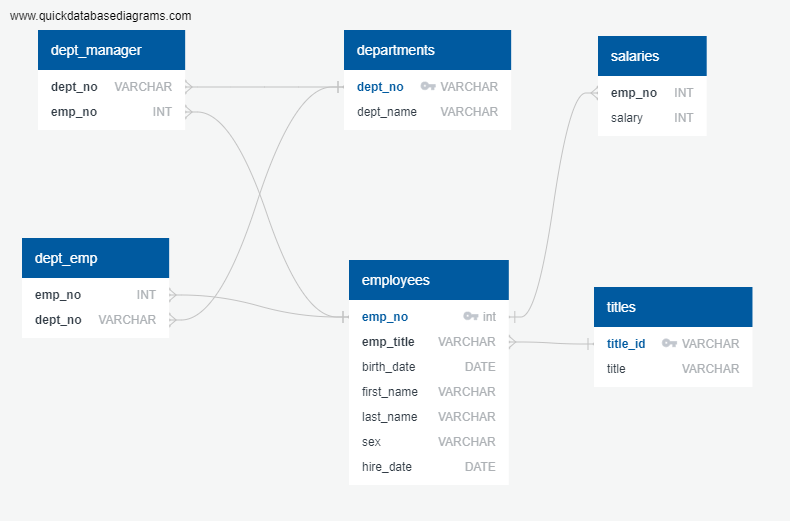 www.quickdatabasediagrams.com
dept_manager
dept_no VARCHAR
emp_no INT
departments
dept_no VARCHAR
dept_name VARCHAR
salaries
emp_no INT
salary INT
dept_emp
emp_no INT
dept_no VARCHAR
employees
emp_no int
emp_title VARCHAR
birth_date DATE
first_name VARCHAR
last_name VARCHAR
sex VARCHAR
hire_date DATE
titles
title_id VARCHAR
title VARCHAR